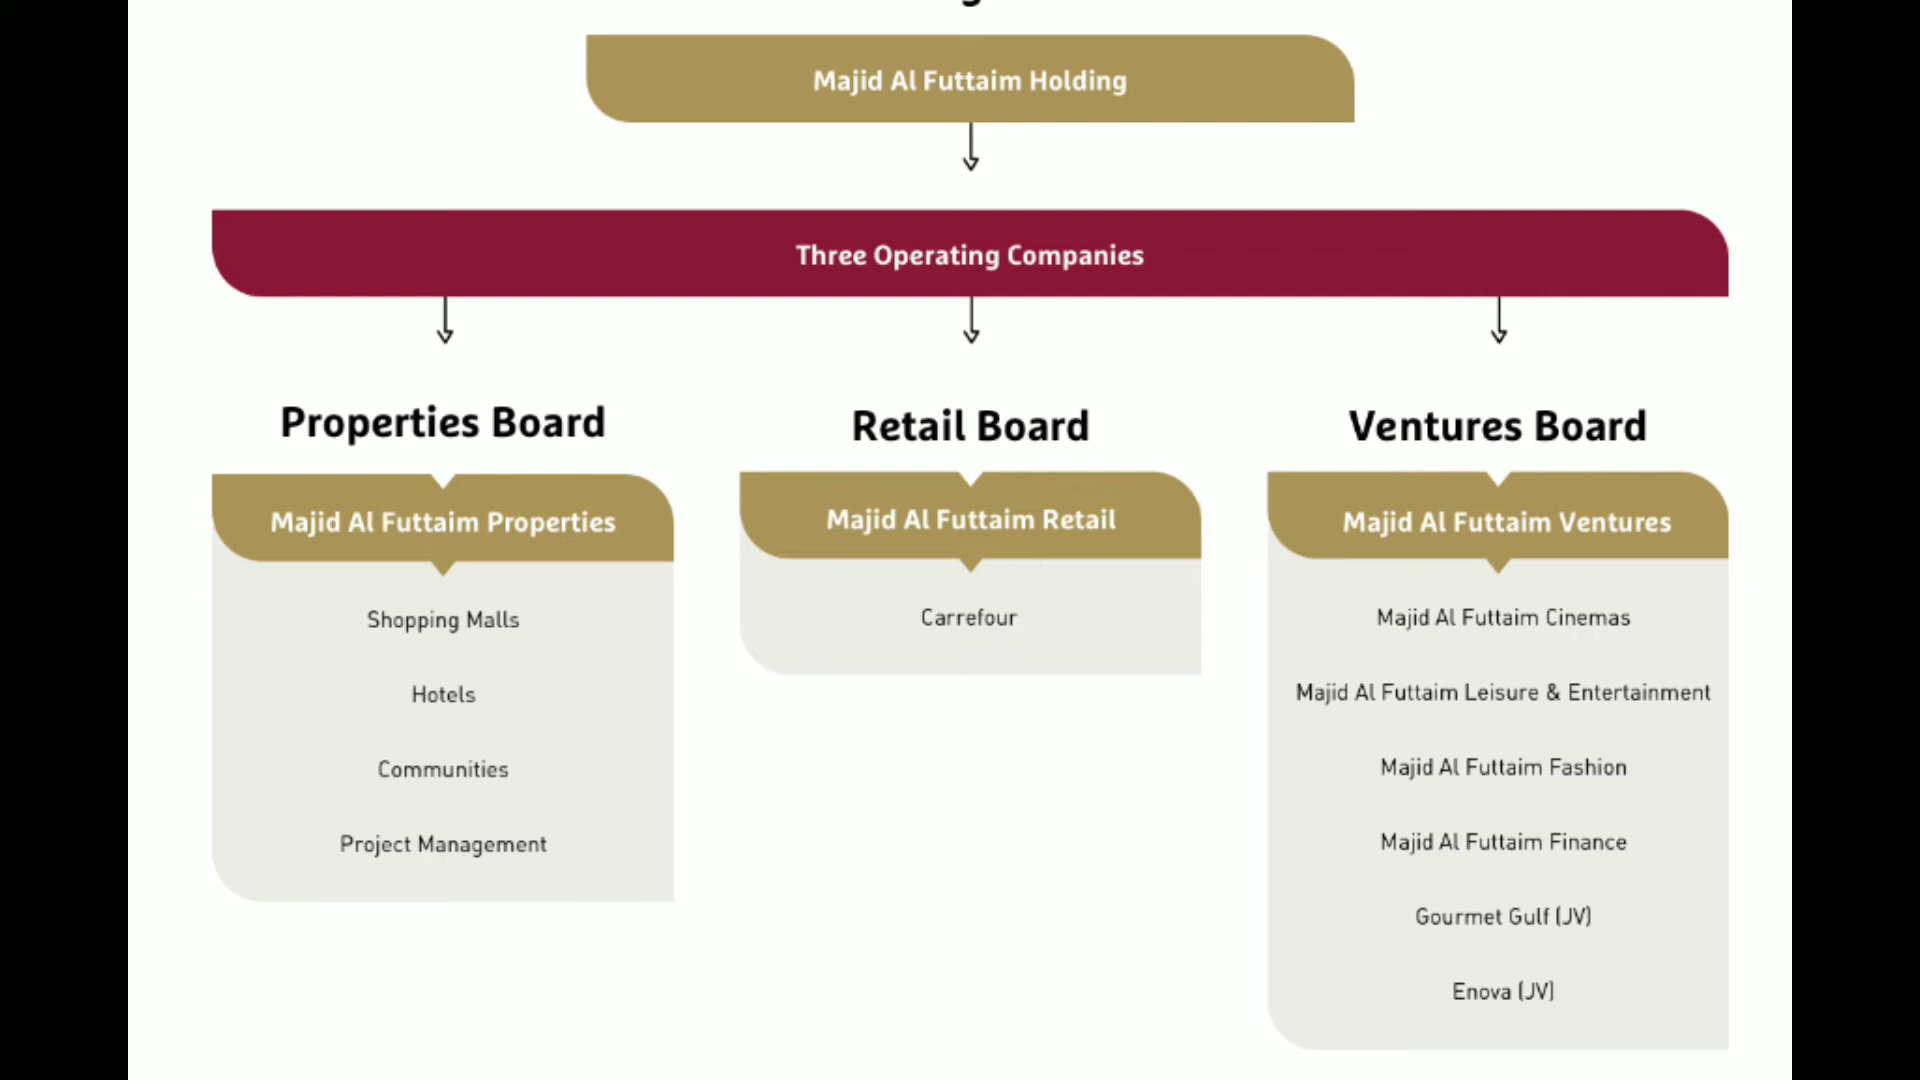 Majid Al Futtaim Holding
Three Operating Companies
Properties Board
Majid Al Futtaim Properties
Shopping Malls
Hotels
Communities
Project Management
Retail Board
Majid Al Futtaim Retail
Carrefour
Ventures Board
Majid Al Futtaim Ventures
Majid Al Futtaim Cinemas
Majid Al Futtaim Leisure & Entertainment
Majid Al Futtaim Fashion
Majid Al Futtaim Finance
Gourmet Gulf (JV)
Enova (JV)